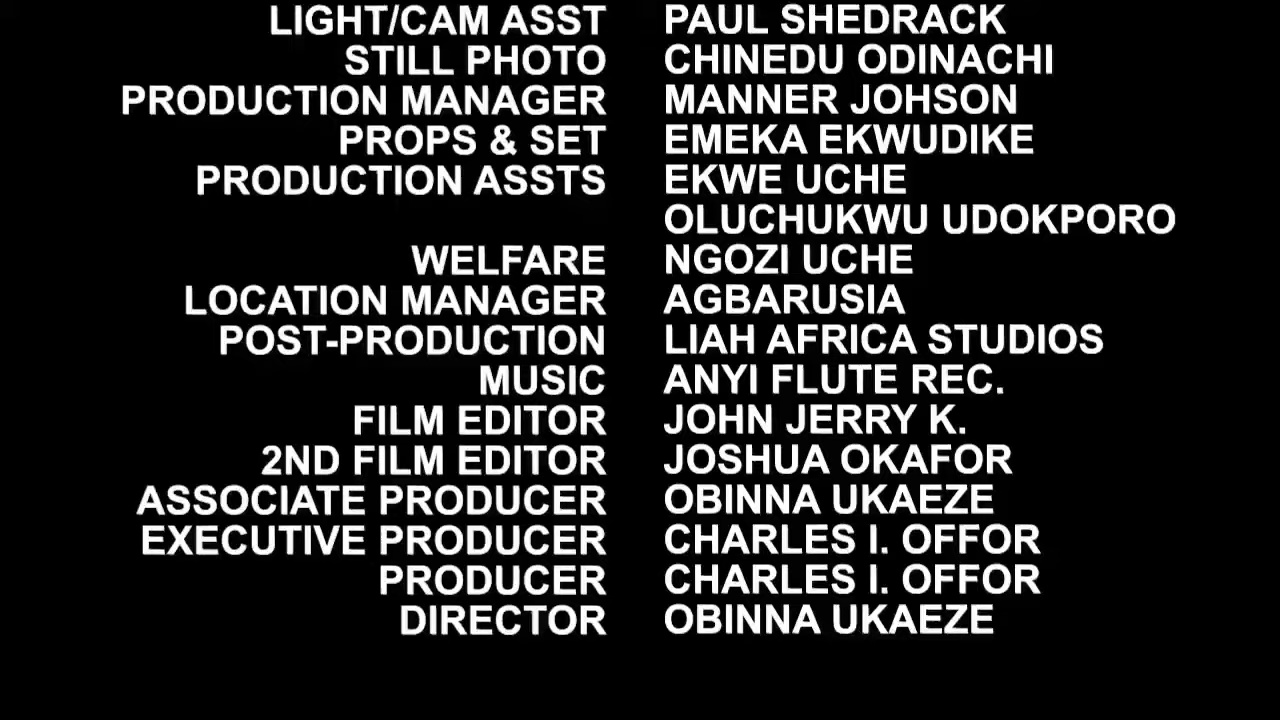 LIGHT/CAM ASST PAUL SHEDRACK
STILL PHOTO CHINEDU ODINACHI
PRODUCTION MANAGER MANNER JOHSON
PROPS & SET EMEKA EKWUDIKE
PRODUCTION ASSTS EKWE UCHE
OLUCHUKWU UDOKPORO
WELFARE NGOZI UCHE
LOCATION MANAGER AGBARUSIA
POST-PRODUCTION LIAH AFRICA STUDIOS
MUSIC ANYI FLUTE REC.
FILM EDITOR JOHN JERRY K.
2ND FILM EDITOR JOSHUA OKAFOR
ASSOCIATE PRODUCER OBINNA UKAEZE
EXECUTIVE PRODUCER CHARLES I. OFFOR
PRODUCER CHARLES I. OFFOR
DIRECTOR OBINNA UKAEZE